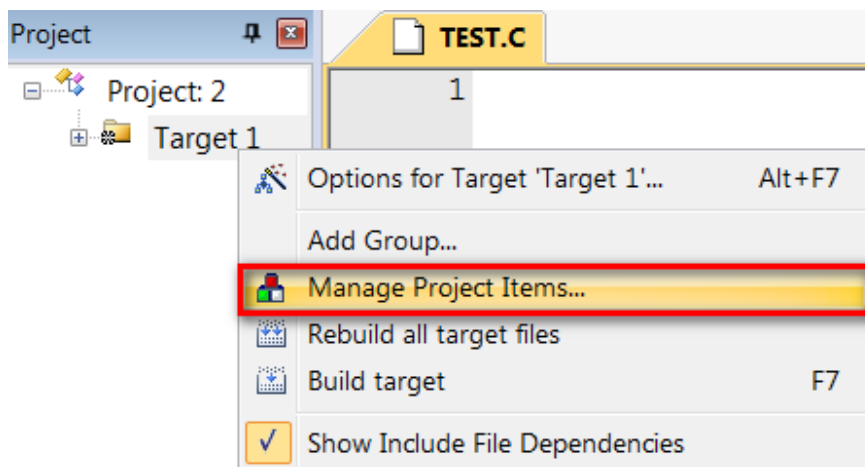 Project
TEST.C
Project: 2
1
Target 1
Options for Target 'Target 1'... Alt+F7
Add Group...
Manage Project Items...
Rebuild all target files
Build target F7
Show Include File Dependencies